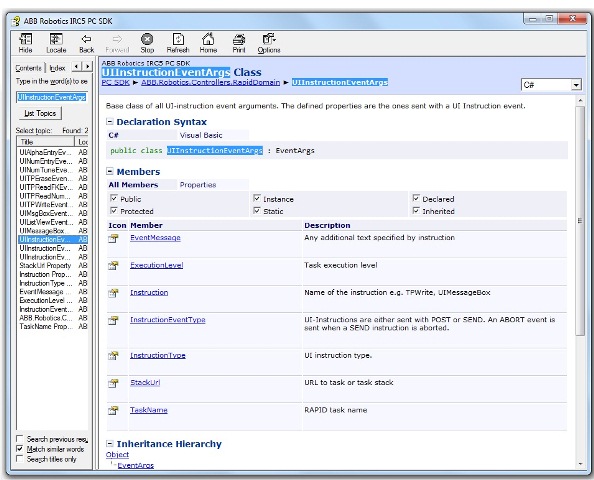 ABB Robotics IRC5 PC SDK
Hide Locate Back Forward Stop Refresh Home Print Options
Contents Index
Type in the word(s) to se
UIInstructionEventArgs
List Topics
Select topic: Found: 2
Title Loc
UIAlphaEntryEv... AB
UINumEntryEve... AB
UINumTuneEve... AB
UITPEraseEven... AB
UITPReadFKEv... AB
UITPReadNum... AB
UITPWriteEvent... AB
UIMsgBoxEvent... AB
UIListViewEvent... AB
UIMessageBox... AB
UIInstructionEv... AB
UIInstructionEv... AB
UIInstructionEv... AB
StackUrl Property AB
Instruction Prop... AB
InstructionType ... AB
EventMessage ... AB
ExecutionLevel ... AB
InstructionEvent... AB
ABB.Robotics.C... AB
TaskName Prop... AB
Search previous res
Match similar words
Search titles only
ABB Robotics IRC5 PC SDK
UIInstructionEventArgs Class
PC SDK ► ABB.Robotics.Controllers.RapidDomain ► UIInstructionEventArgs
C#
Base class of all UI-instruction event arguments. The defined properties are the ones sent with a UI Instruction event.
Declaration Syntax
C# Visual Basic
public class UIInstructionEventArgs : EventArgs
Members
All Members Properties
Public Instance Declared
Protected Static Inherited
Icon Member Description
EventMessage Any additional text specified by instruction
ExecutionLevel Task execution level
Instruction Name of the instruction e.g. TPWrite, UIMessageBox
InstructionEventType UI-Instructions are either sent with POST or SEND. An ABORT event is
sent when a SEND instruction is aborted.
InstructionType UI instruction type.
StackUrl URL to task or task stack
TaskName RAPID task name
Inheritance Hierarchy
Object
EventArgs